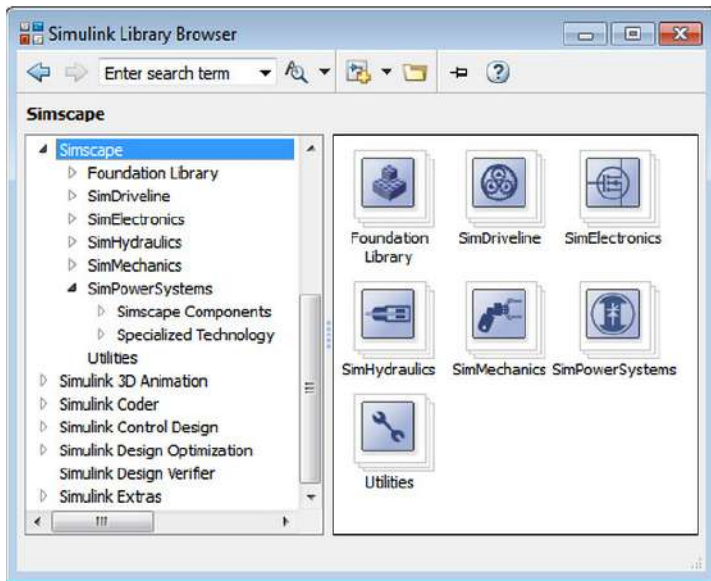 Simulink Library Browser
Enter search term
Simscape
Simscape
Foundation Library
SimDriveline
SimElectronics
SimHydraulics
SimMechanics
SimPowerSystems
Simscape Components
Specialized Technology
Utilities
Simulink 3D Animation
Simulink Coder
Simulink Control Design
Simulink Design Optimization
Simulink Design Verifier
Simulink Extras
Foundation
Library
SimDriveline
SimElectronics
SimHydraulics
SimMechanics
SimPowerSystems
Utilities